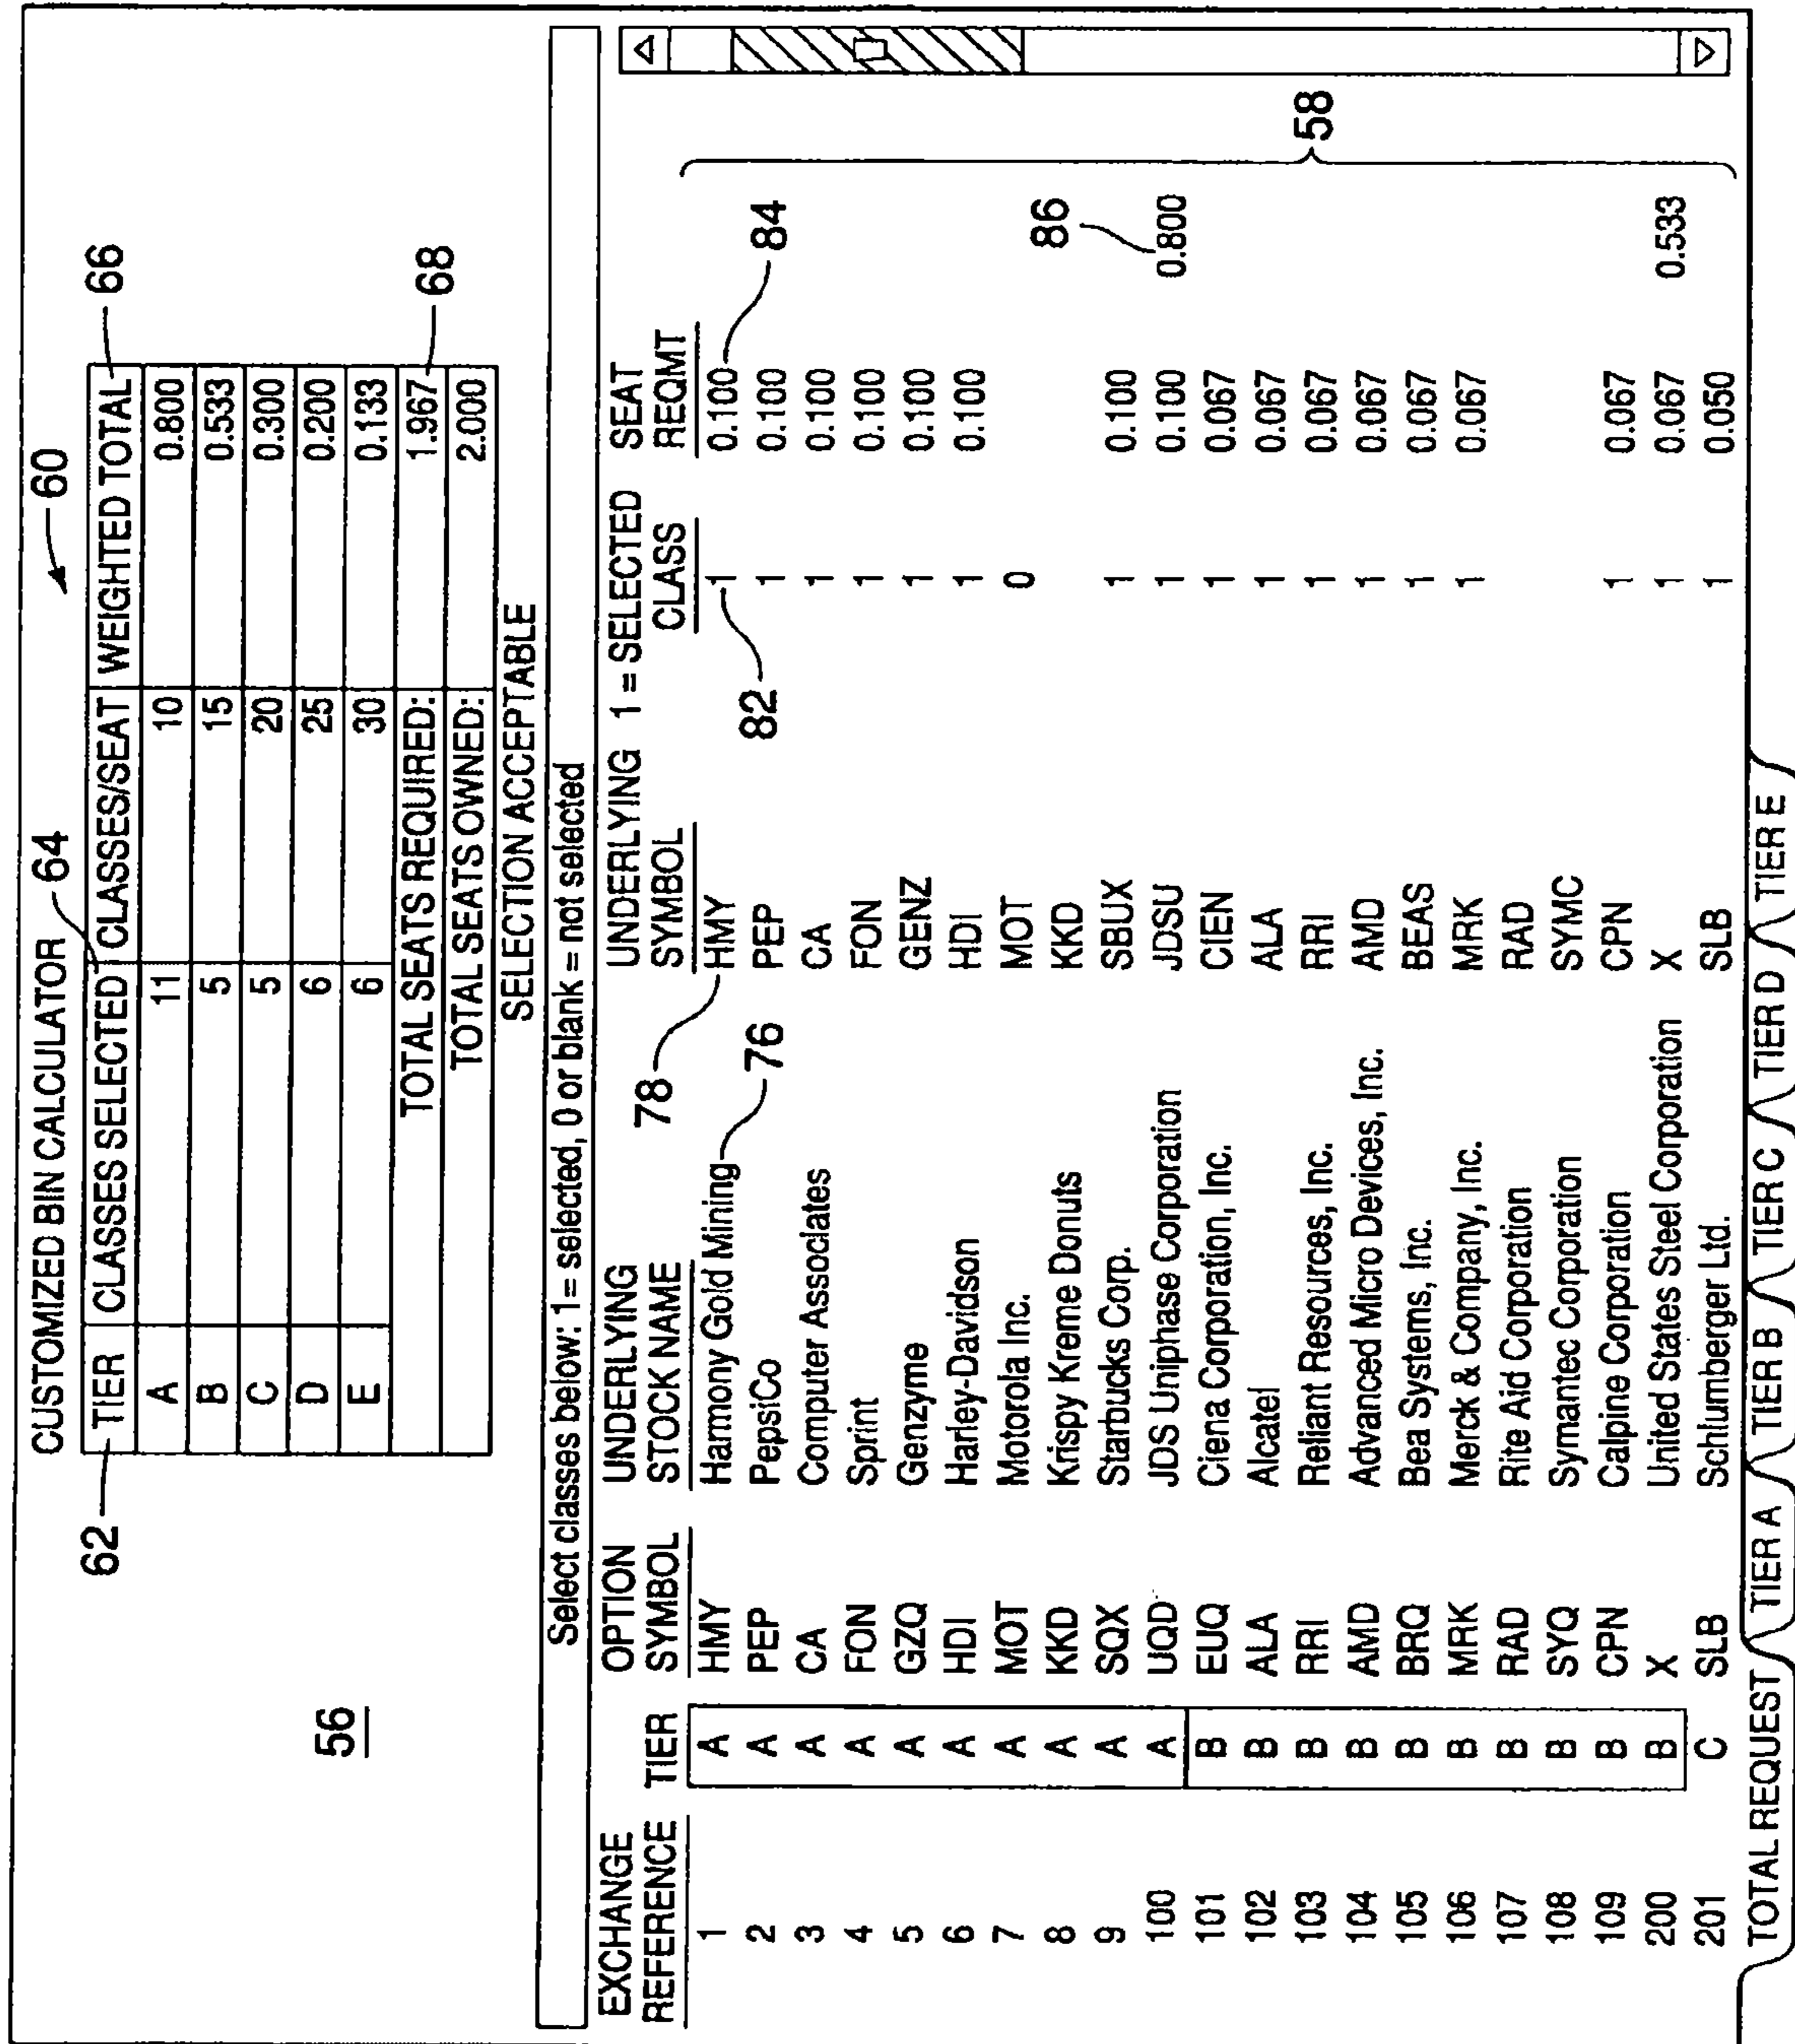 CUSTOMIZED BIN CALCULATOR
60
62
64
66
TIER CLASSES SELECTED CLASSES/SEAT WEIGHTED TOTAL
A 11 10 0.800
B 5 15 0.533
C 5 20 0.300
D 6 25 0.200
E 6 30 0.133
TOTAL SEATS REQUIRED: 1.967
68
TOTAL SEATS OWNED: 2.000
SELECTION ACCEPTABLE
56
Select classes below: 1= selected, 0 or blank = not selected
EXCHANGE OPTION UNDERLYING UNDERLYING 1 = SELECTED SEAT
REFERENCE TIER SYMBOL STOCK NAME SYMBOL CLASS REQMT
78
82
84
76
1 A HMY Harmony Gold Mining HMY 1 0.100
2 A PEP PepsiCo PEP 1 0.100
3 A CA Computer Associates CA 1 0.100
4 A FON Sprint FON 1 0.100
5 A GZQ Genzyme GENZ 1 0.100
6 A HDI Harley-Davidson HDI 1 0.100
7 A MOT Motorola Inc. MOT 0
8 A KKD Krispy Kreme Donuts KKD
86
9 A SQX Starbucks Corp. SBUX 1 0.100
100 A UQD JDS Uniphase Corporation JDSU 1 0.100 0.800
101 B EUQ Ciena Corporation, Inc. CIEN 1 0.067
102 B ALA Alcatel ALA 1 0.067
103 B RRI Reliant Resources, Inc. RRI 1 0.067
58
104 B AMD Advanced Micro Devices, Inc. AMD 1 0.067
105 B BRQ Bea Systems, Inc. BEAS 1 0.067
106 B MRK Merck & Company, Inc. MRK 1 0.067
107 B RAD Rite Aid Corporation RAD
108 B SYQ Symantec Corporation SYMC
109 B CPN Calpine Corporation CPN 1 0.067
200 B X United States Steel Corporation X 1 0.067 0.533
201 C SLB Schlumberger Ltd. SLB 1 0.050
TOTAL REQUEST TIER A TIER B TIER C TIER D TIER E